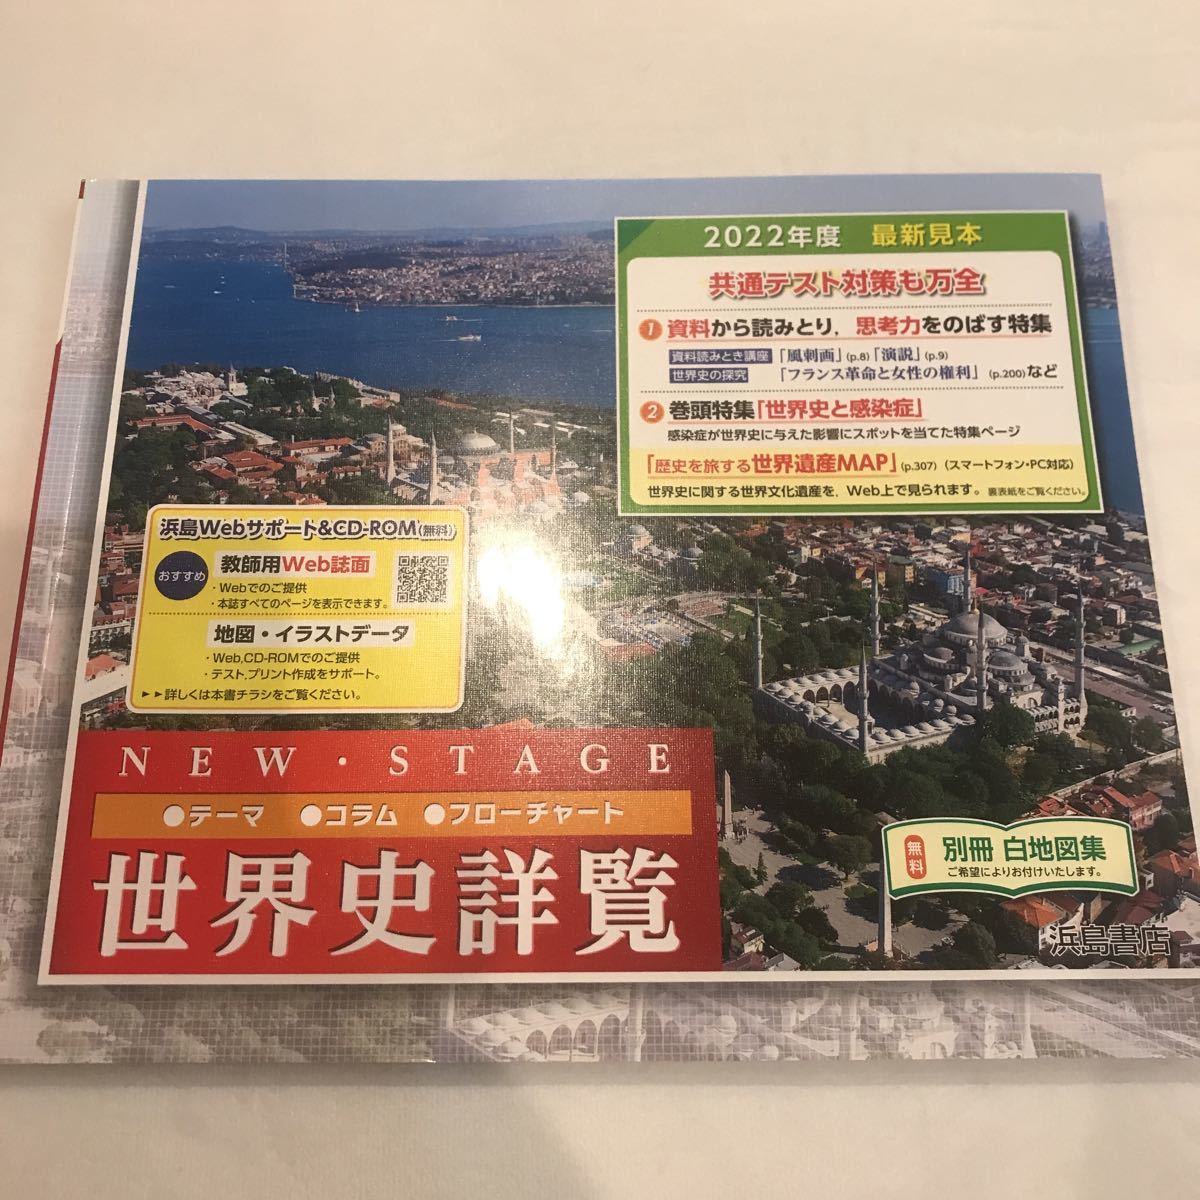 2022年度 最新見本
共通テスト対策も万全
1 資料から読みとり，思考力をのばす特集
資料読みとき講座 「風刺画」(p.8)「演説」(p.9)
世界史の探究 「フランス革命と女性の権利」(p.200)など
2 巻頭特集「世界史と感染症」
感染症が世界史に与えた影響にスポットを当てた特集ページ
「歴史を旅する世界遺産MAP」(p.307)（スマートフォン・PC対応）
世界史に関する世界文化遺産を，Web上で見られます。裏表紙をご覧ください。
浜島Webサポート&CD-ROM(無料)
おすすめ
教師用Web誌面
・Webでのご提供
・本誌すべてのページを表示できます。
地図・イラストデータ
・Web,CD-ROMでのご提供
・テスト,プリント作成をサポート。
▶▶詳しくは本書チラシをご覧ください。
NEW・STAGE
●テーマ ●コラム ●フローチャート
世界史詳覧
無料
別冊 白地図集
ご希望によりお付けいたします。
浜島書店